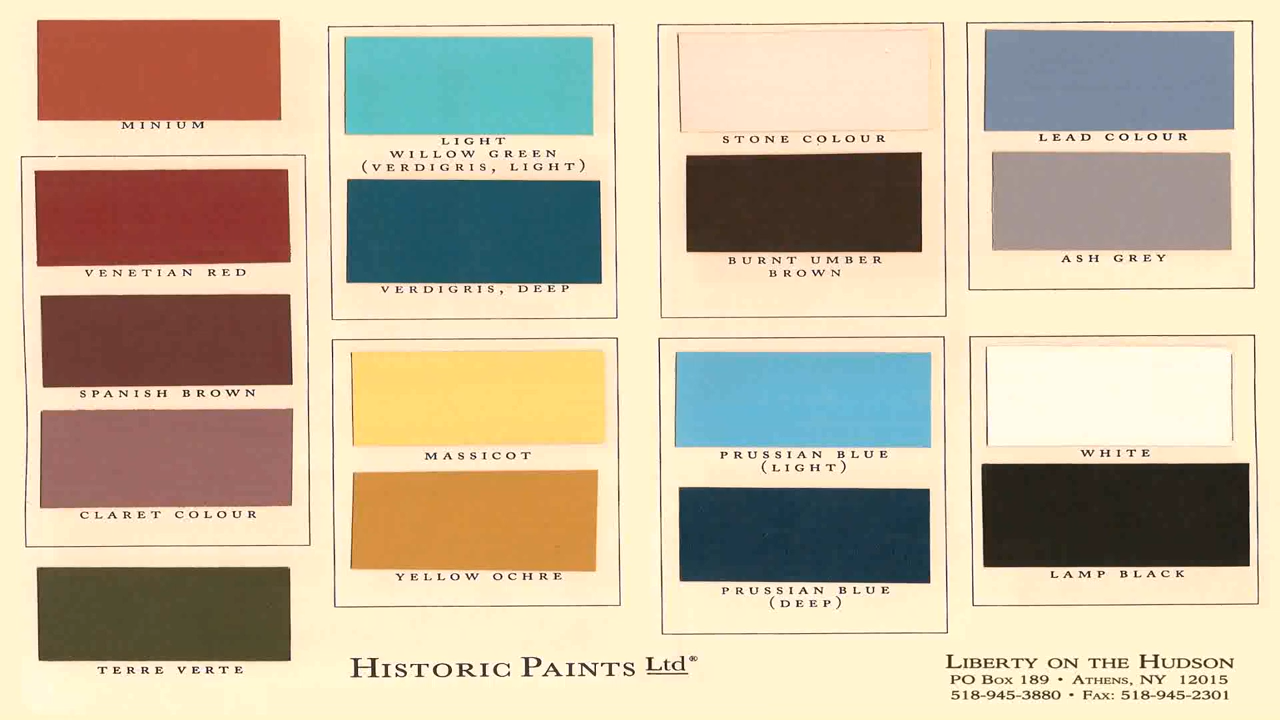 MINIUM
VENETIAN RED
SPANISH BROWN
CLARET COLOUR
TERRE VERTE
LIGHT
WILLOW GREEN
(VERDIGRIS, LIGHT)
VERDIGRIS, DEEP
MASSICOT
YELLOW OCHRE
STONE COLOUR
BURNT UMBER
BROWN
PRUSSIAN BLUE
(LIGHT)
PRUSSIAN BLUE
(DEEP)
LEAD COLOUR
ASH GREY
WHITE
LAMP BLACK
HISTORIC PAINTS Ltd®
LIBERTY ON THE HUDSON
PO BOX 189 • ATHENS, NY 12015
518-945-3880 • FAX: 518-945-2301